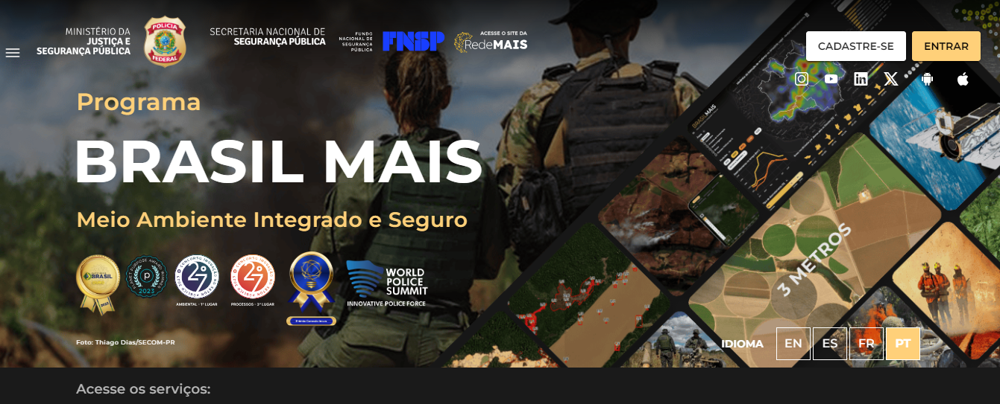 MINISTÉRIO DA
JUSTIÇA E
SEGURANÇA PÚBLICA
POLÍCIA
FEDERAL
SECRETARIA NACIONAL DE
SEGURANÇA PÚBLICA
FUNDO
NACIONAL DE
SEGURANÇA
PÚBLICA
FNSP
ACESSE O SITE DA
RedeMAIS
CADASTRE-SE
ENTRAR
Programa
BRASIL MAIS
Meio Ambiente Integrado e Seguro
BRASIL
2023
AMBIENTAL - 1º LUGAR
PROCESSOS - 3º LUGAR
WORLD
POLICE
SUMMIT
INNOVATIVE POLICE FORCE
BRASILMAIS
3 METROS
Foto: Thiago Dias/SECOM-PR
IDIOMA
EN
ES
FR
PT
Acesse os serviços: